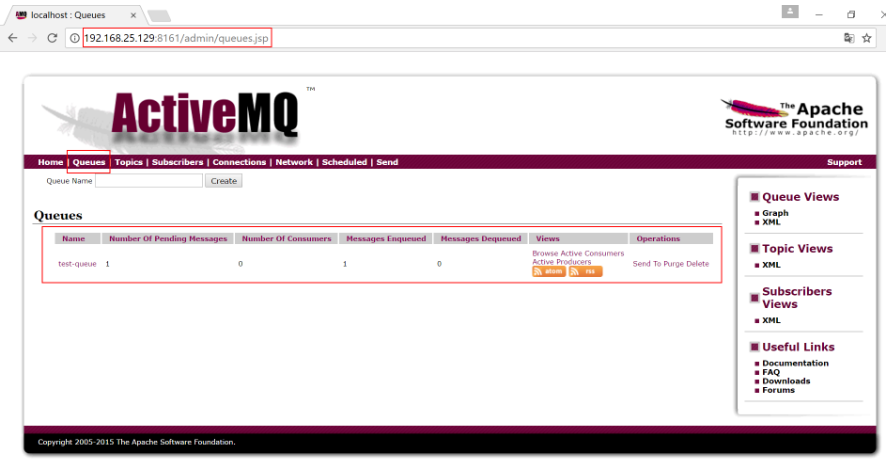 localhost : Queues
192.168.25.129:8161/admin/queues.jsp
ActiveMQ™
The Apache
Software Foundation
http://www.apache.org/
Home | Queues | Topics | Subscribers | Connections | Network | Scheduled | Send
Support
Queue Name
Create
Queues
Name Number Of Pending Messages Number Of Consumers Messages Enqueued Messages Dequeued Views Operations
test-queue 1 0 1 0 Browse Active Consumers
Active Producers
atom rss
Send To Purge Delete
Queue Views
Graph
XML
Topic Views
XML
Subscribers
Views
XML
Useful Links
Documentation
FAQ
Downloads
Forums
Copyright 2005-2015 The Apache Software Foundation.